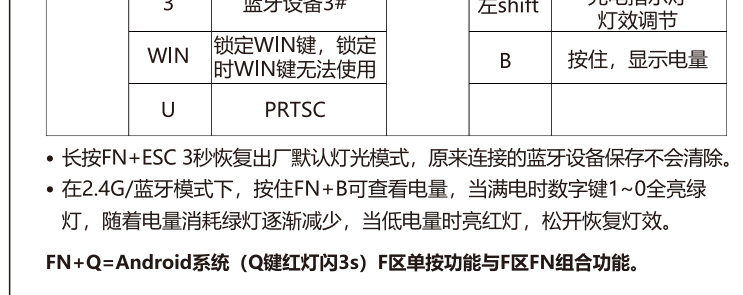 3 蓝牙设备3# 左shift
灯效调节
WIN 锁定WIN键，锁定 B 按住，显示电量
时WIN键无法使用
U PRTSC
• 长按FN+ESC 3秒恢复出厂默认灯光模式，原来连接的蓝牙设备保存不会清除。
• 在2.4G/蓝牙模式下，按住FN+B可查看电量，当满电时数字键1~0全亮绿
灯，随着电量消耗绿灯逐渐减少，当低电量时亮红灯，松开恢复灯效。
FN+Q=Android系统（Q键红灯闪3s）F区单按功能与F区FN组合功能。